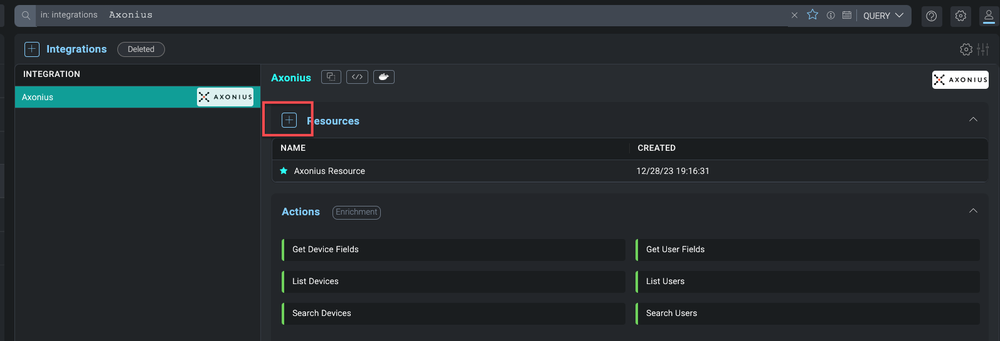 in: integrations Axonius QUERY
Integrations Deleted
INTEGRATION
Axonius AXONIUS
Axonius AXONIUS
Resources
NAME CREATED
Axonius Resource 12/28/23 19:16:31
Actions Enrichment
Get Device Fields Get User Fields
List Devices List Users
Search Devices Search Users